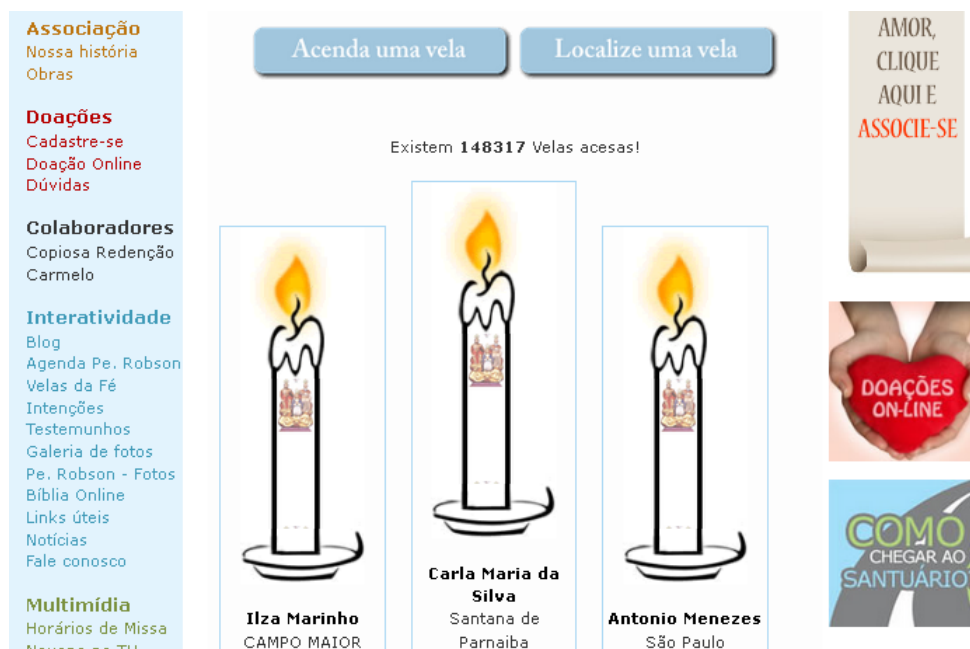 Associação
Nossa história
Obras
Doações
Cadastre-se
Doação Online
Dúvidas
Colaboradores
Copiosa Redenção
Carmelo
Interatividade
Blog
Agenda Pe. Robson
Velas da Fé
Intenções
Testemunhos
Galeria de fotos
Pe. Robson - Fotos
Bíblia Online
Links úteis
Notícias
Fale conosco
Multimídia
Horários de Missa
Acenda uma vela
Localize uma vela
Existem 148317 Velas acesas!
Ilza Marinho
CAMPO MAIOR
Carla Maria da
Silva
Santana de
Parnaiba
Antonio Menezes
São Paulo
AMOR,
CLIQUE
AQUI E
ASSOCIE-SE
DOAÇÕES
ON-LINE
COMO
CHEGAR AO
SANTUÁRIO